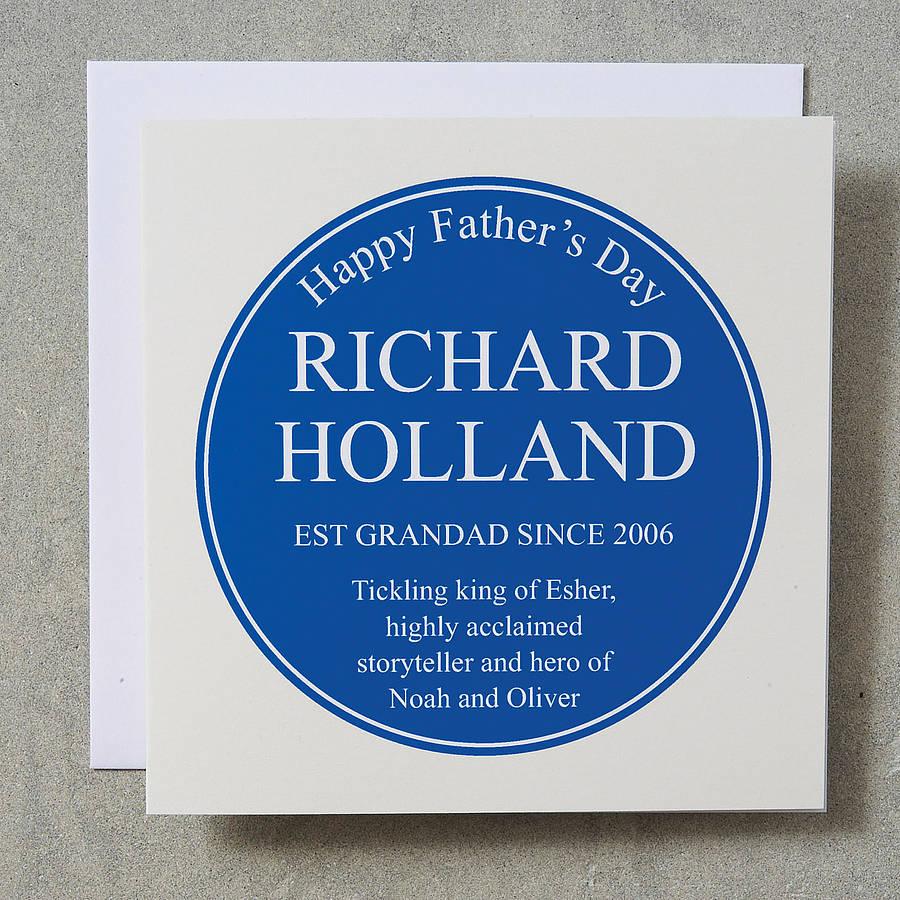 Happy Father's Day
RICHARD
HOLLAND
EST GRANDAD SINCE 2006
Tickling king of Esher,
highly acclaimed
storyteller and hero of
Noah and Oliver